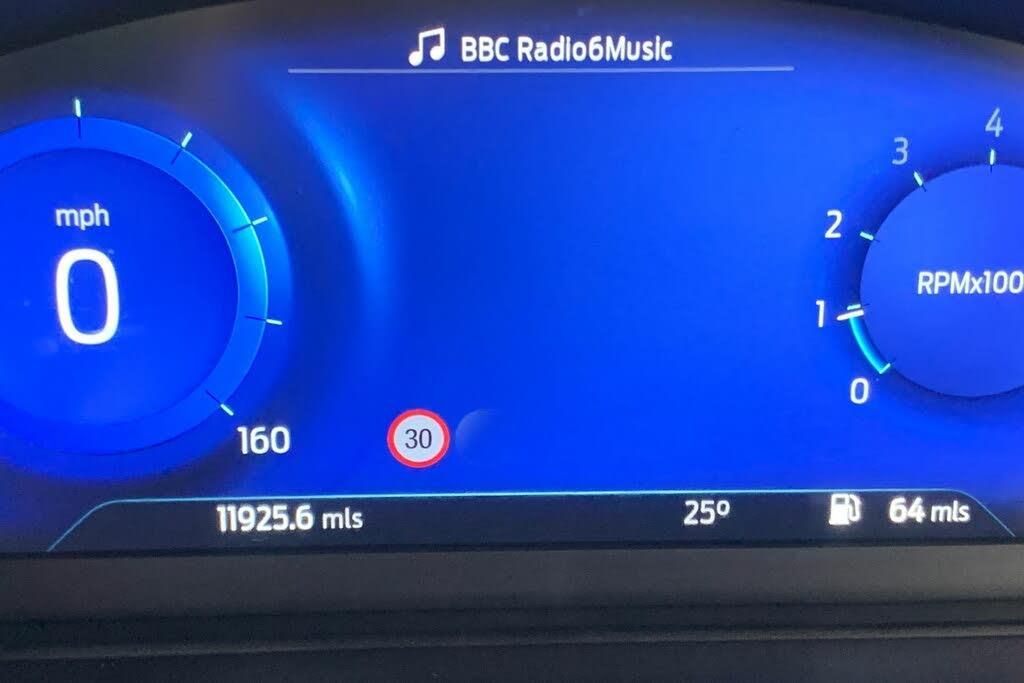 BBC Radio6Music
mph
0
160
30
4
3
2
1
0
RPMx100
11925.6 mls
25º
64 mls